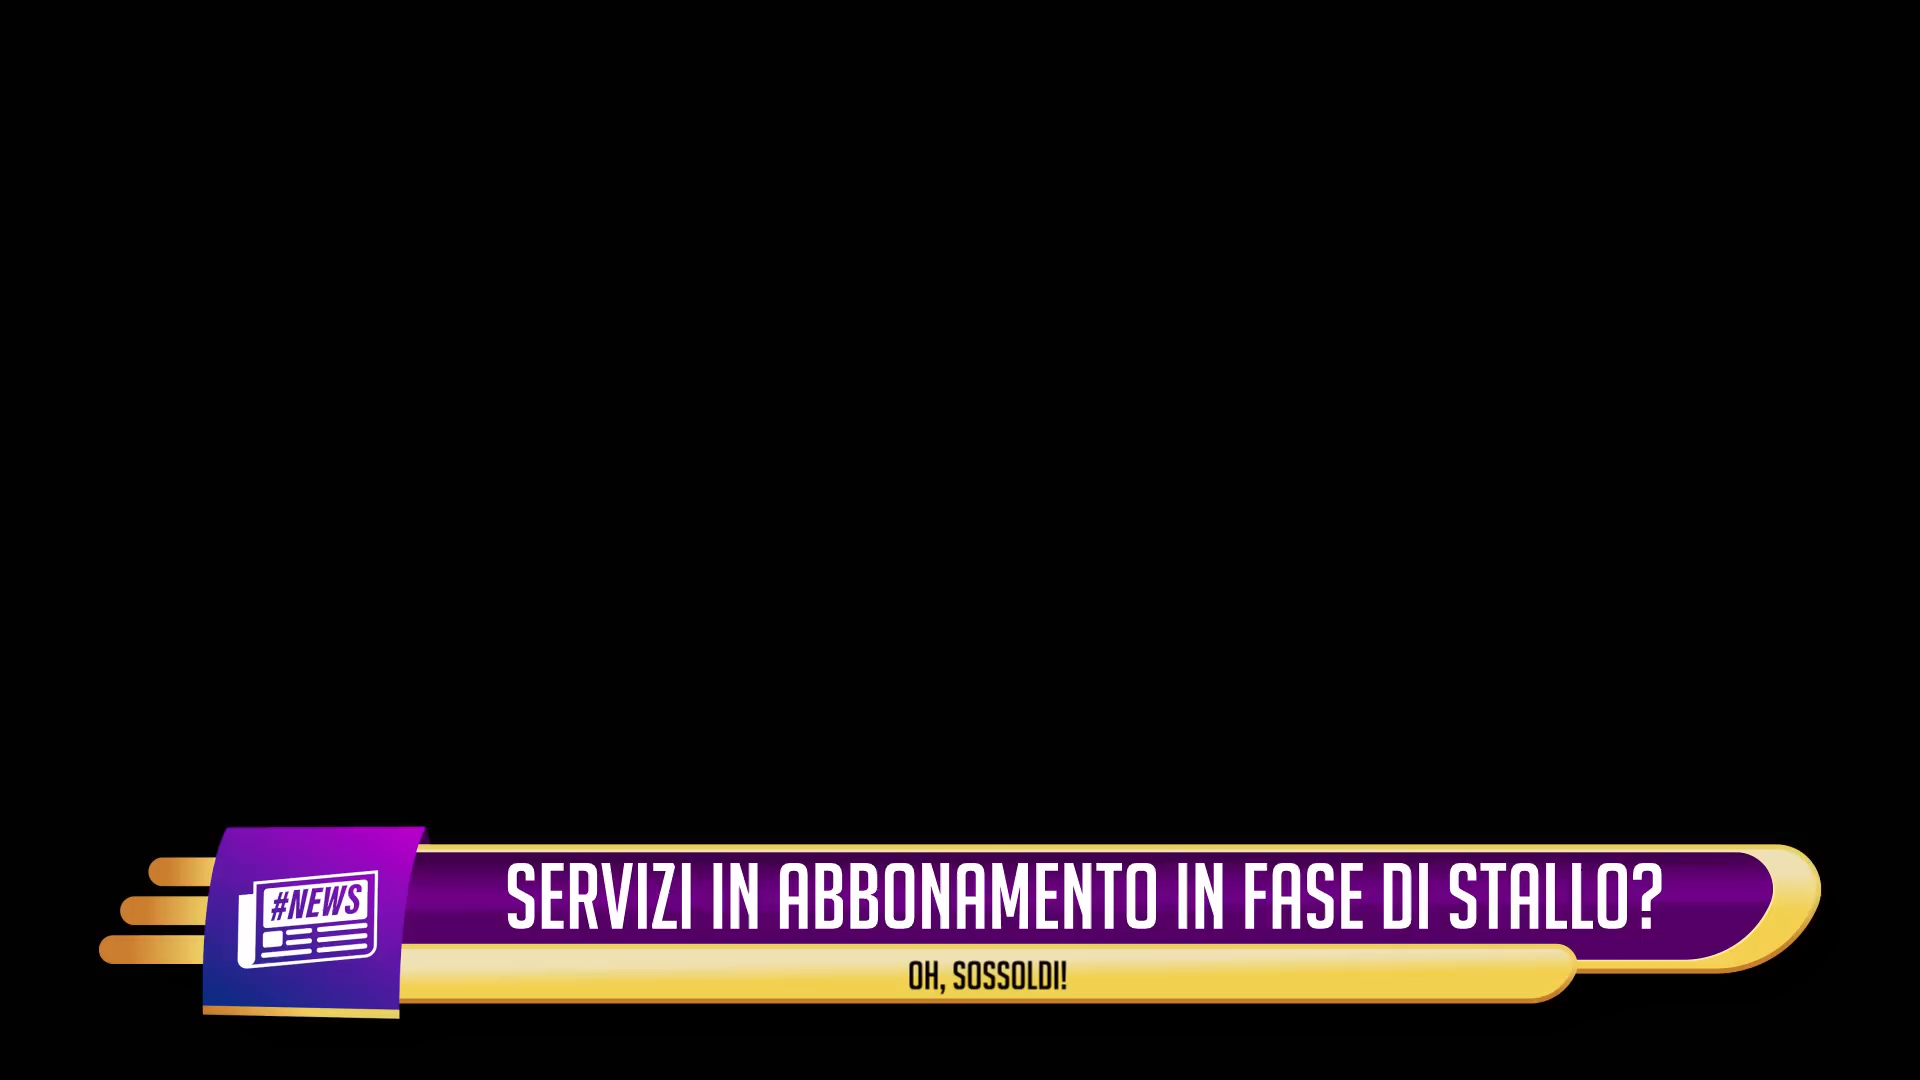 #NEWS
SERVIZI IN ABBONAMENTO IN FASE DI STALLO?
OH, SOSSOLDI!